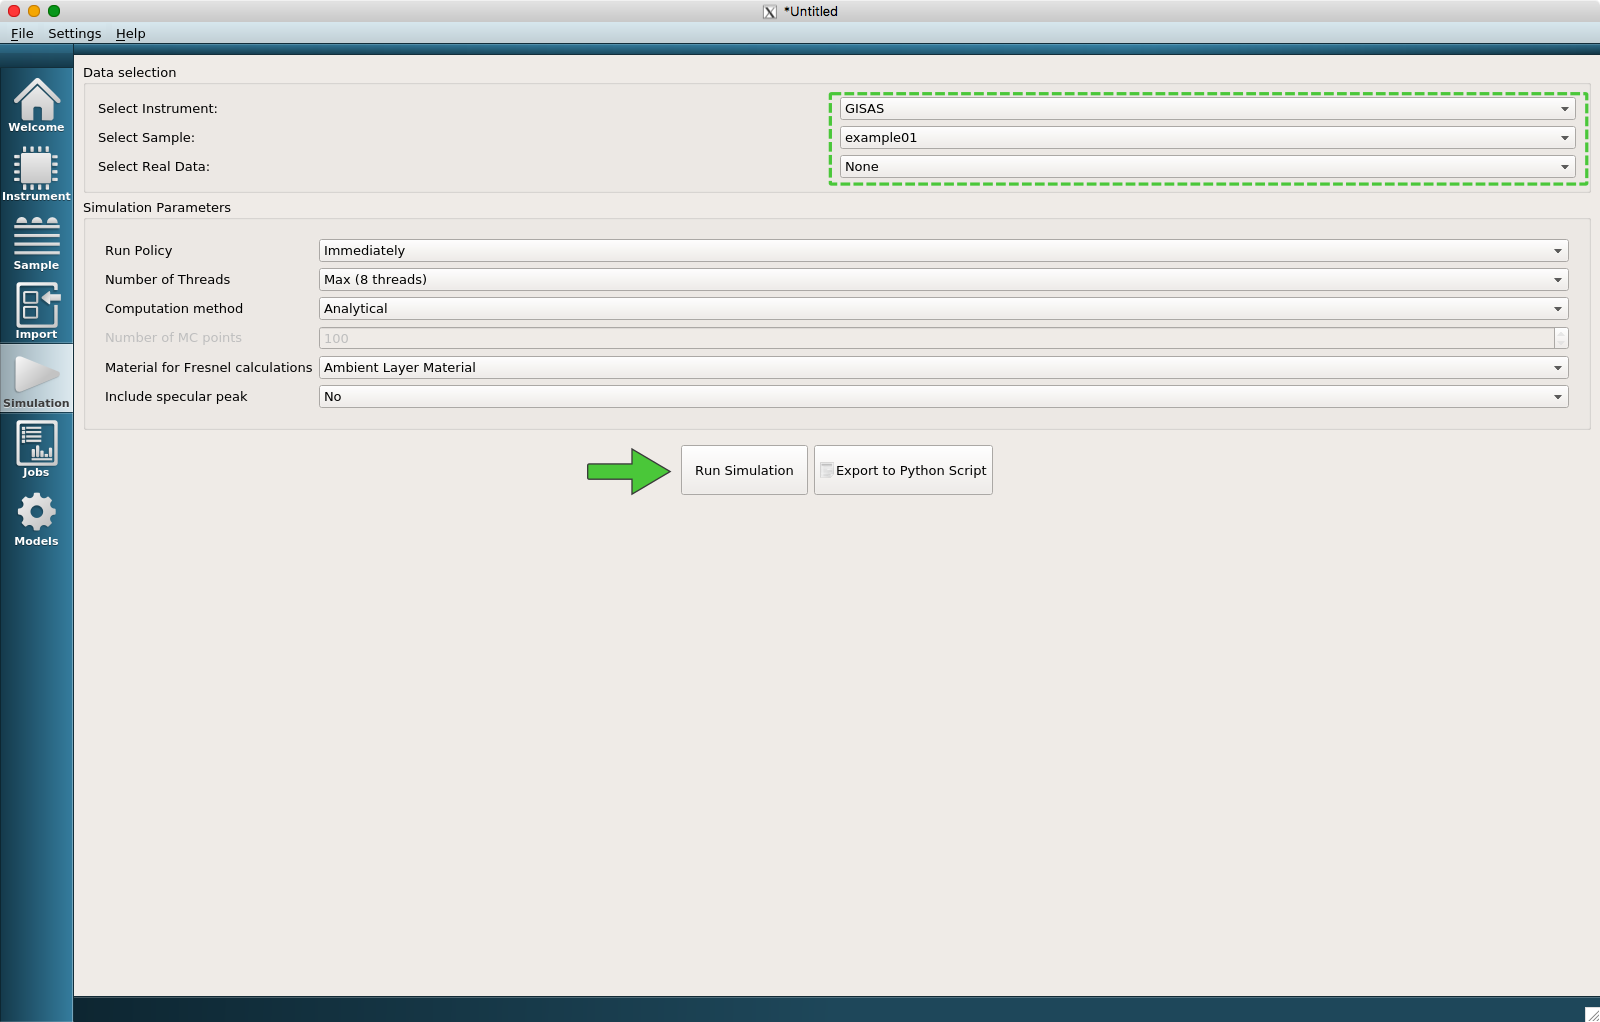 *Untitled
File Settings Help
Welcome
Instrument
Sample
Import
Simulation
Jobs
Models
Data selection
Select Instrument: GISAS
Select Sample: example01
Select Real Data: None
Simulation Parameters
Run Policy Immediately
Number of Threads Max (8 threads)
Computation method Analytical
Number of MC points 100
Material for Fresnel calculations Ambient Layer Material
Include specular peak No
Run Simulation Export to Python Script